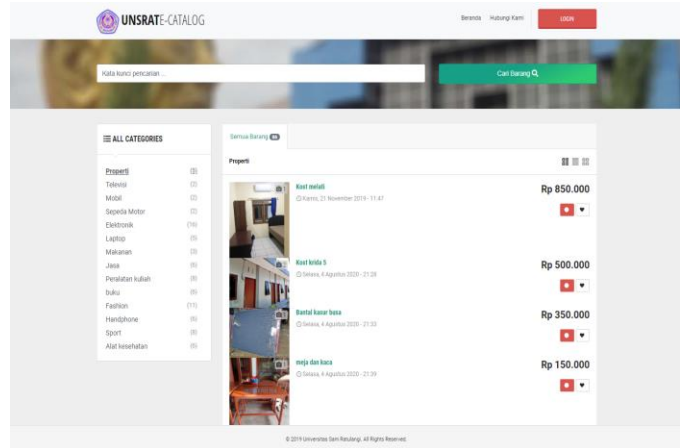 UNSRATE-CATALOG
Beranda Hubungi Kami LOGIN
Kata kunci pencarian ...
Cari Barang
ALL CATEGORIES
Semua Barang
Properti
Properti
Televisi
Mobil
Sepeda Motor
Elektronik
Laptop
Makanan
Jasa
Peralatan kuliah
buku
Fashion (11)
Handphone
Sport
Alat kesehatan
Kost melati Rp 850.000
Kamis, 21 November 2019 - 11:47
Kost krida 5 Rp 500.000
Selasa, 4 Agustus 2020 - 21:28
Bantal kasur busa Rp 350.000
Selasa, 4 Agustus 2020 - 21:33
meja dan kaca Rp 150.000
Selasa, 4 Agustus 2020 - 21:39
© 2019 Universitas Sam Ratulangi. All Rights Reserved.